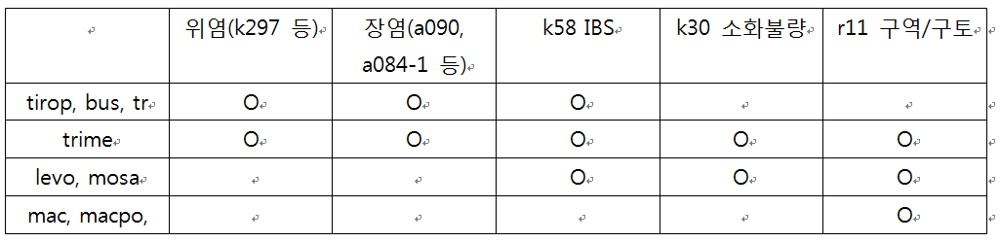 위염(k297 등) 장염(a090, a084-1 등) k58 IBS k30 소화불량 r11 구역/구토
tirop, bus, tr O O O
trime O O O O O
levo, mosa O O O
mac, macpo, O